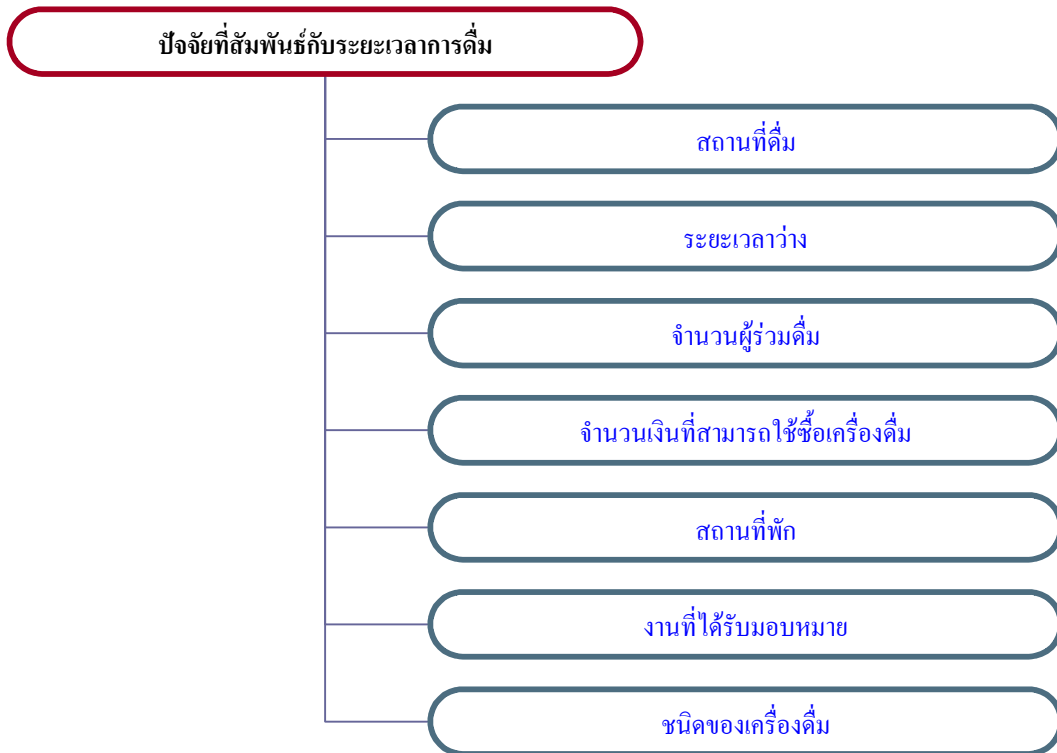 ปัจจัยที่สัมพันธ์กับระยะเวลาการดื่ม
สถานที่ดื่ม
ระยะเวลาว่าง
จำนวนผู้ร่วมดื่ม
จำนวนเงินที่สามารถใช้ซื้อเครื่องดื่ม
สถานที่พัก
งานที่ได้รับมอบหมาย
ชนิดของเครื่องดื่ม